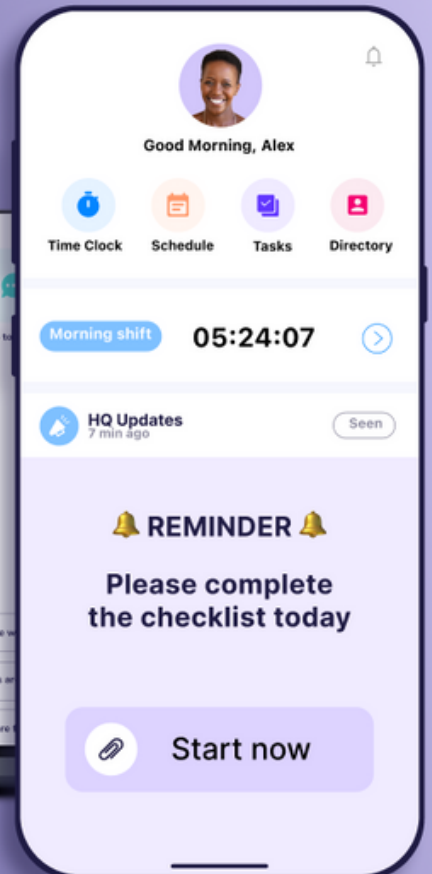 Good Morning, Alex
Time Clock Schedule Tasks Directory
Morning shift 05:24:07
HQ Updates
7 min ago
Seen
🔔 REMINDER 🔔
Please complete
the checklist today
Start now